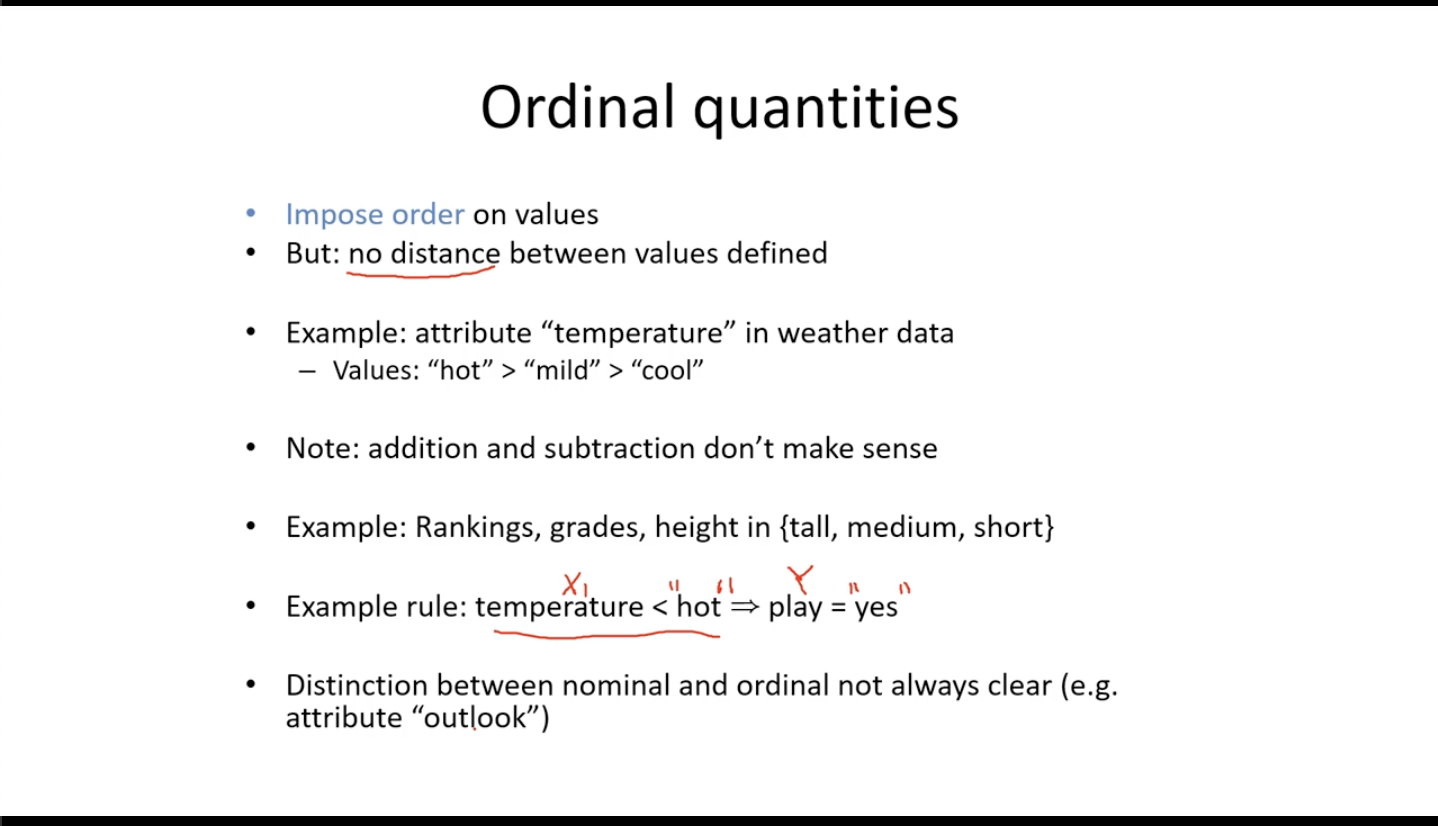 Ordinal quantities
• Impose order on values
• But: no distance between values defined
• Example: attribute “temperature” in weather data
– Values: “hot” > “mild” > “cool”
• Note: addition and subtraction don’t make sense
• Example: Rankings, grades, height in {tall, medium, short}
X1 " " Y " "
• Example rule: temperature < hot ⇒ play = yes
• Distinction between nominal and ordinal not always clear (e.g.
attribute “outlook”)